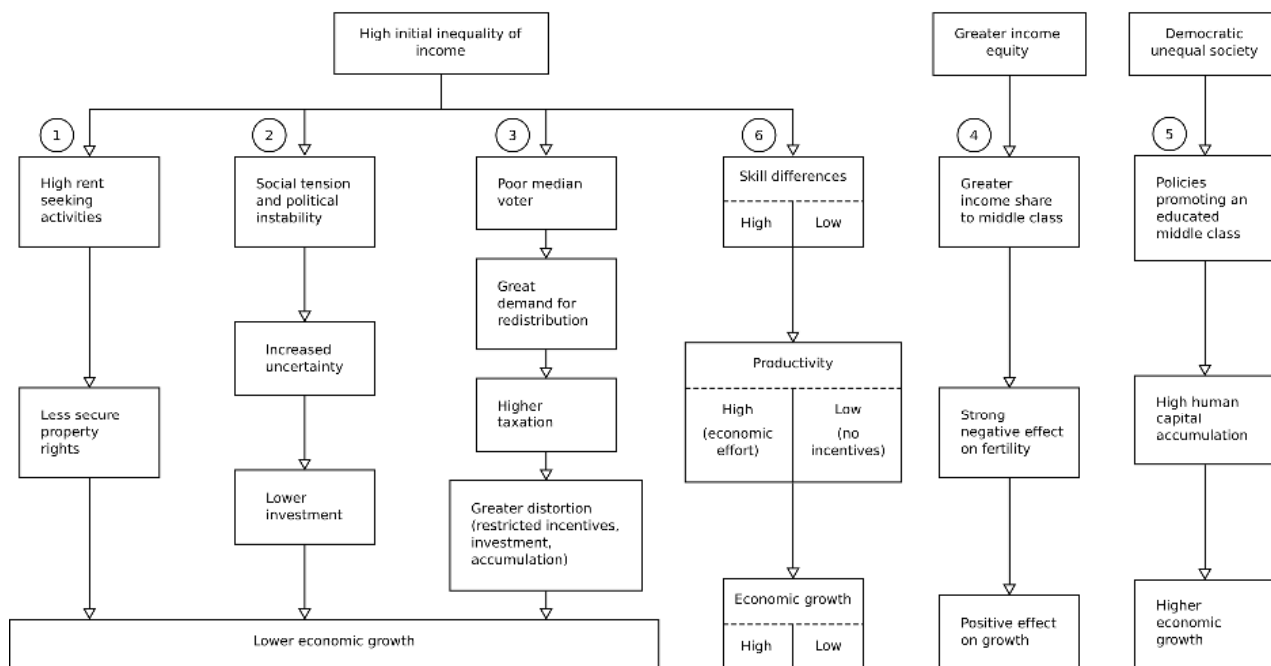 High initial inequality of
income
Greater income
equity
Democratic
unequal society
1
High rent
seeking
activities
Less secure
property
rights
2
Social tension
and political
instability
Increased
uncertainty
Lower
investment
3
Poor median
voter
Great
demand for
redistribution
Higher
taxation
Greater distortion
(restricted incentives,
investment,
accumulation)
Lower economic growth
6
Skill differences
High
Low
Productivity
High
(economic
effort)
Low
(no
incentives)
Economic growth
High
Low
4
Greater
income share
to middle class
Strong
negative effect
on fertility
Positive effect
on growth
5
Policies
promoting an
educated
middle class
High human
capital
accumulation
Higher
economic
growth